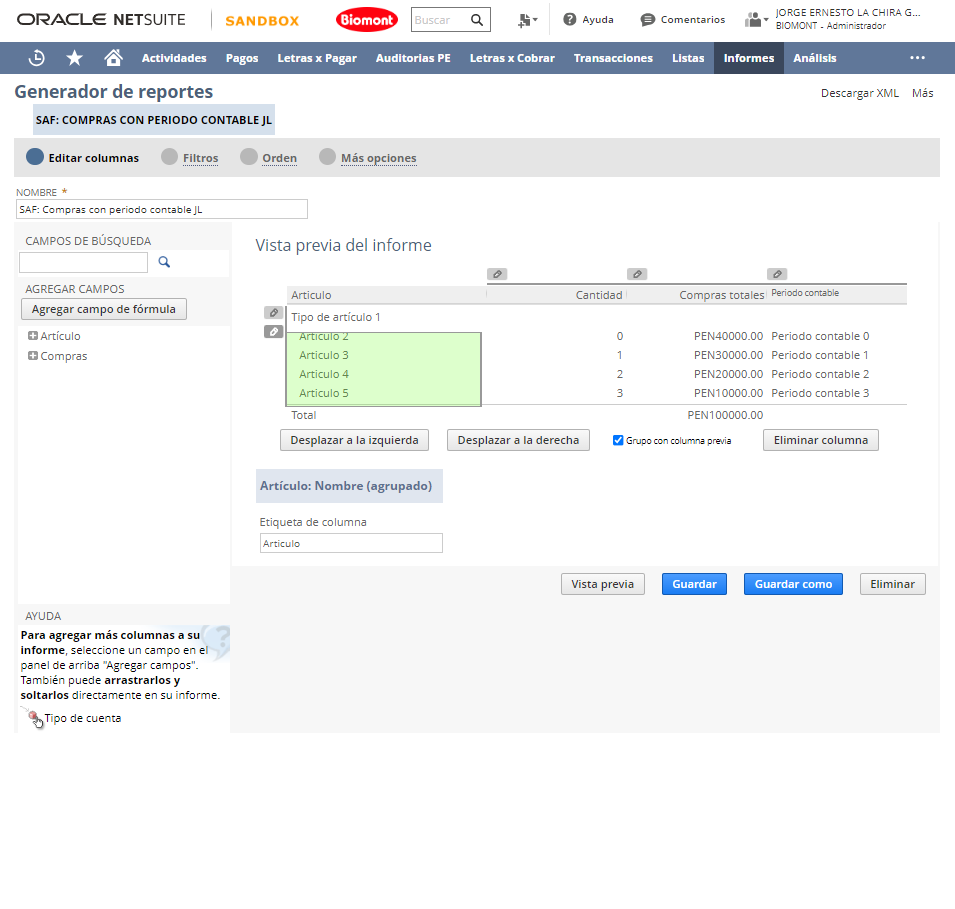 ORACLE NETSUITE
SANDBOX
Biomont
Buscar
Ayuda
Comentarios
JORGE ERNESTO LA CHIRA G...
BIOMONT - Administrador
Actividades Pagos Letras x Pagar Auditorias PE Letras x Cobrar Transacciones Listas Informes Análisis ...
Generador de reportes
Descargar XML Más
SAF: COMPRAS CON PERIODO CONTABLE JL
Editar columnas Filtros Orden Más opciones
NOMBRE *
SAF: Compras con periodo contable JL
CAMPOS DE BÚSQUEDA
AGREGAR CAMPOS
Agregar campo de fórmula
Artículo
Compras
Vista previa del informe
Articulo Cantidad Compras totales Periodo contable
Tipo de artículo 1
Articulo 2 0 PEN40000.00 Periodo contable 0
Articulo 3 1 PEN30000.00 Periodo contable 1
Articulo 4 2 PEN20000.00 Periodo contable 2
Articulo 5 3 PEN10000.00 Periodo contable 3
Total PEN100000.00
Desplazar a la izquierda Desplazar a la derecha Grupo con columna previa Eliminar columna
Artículo: Nombre (agrupado)
Etiqueta de columna
Artículo
Vista previa Guardar Guardar como Eliminar
AYUDA
Para agregar más columnas a su
informe, seleccione un campo en el
panel de arriba "Agregar campos".
También puede arrastrarlos y
soltarlos directamente en su informe.
Tipo de cuenta